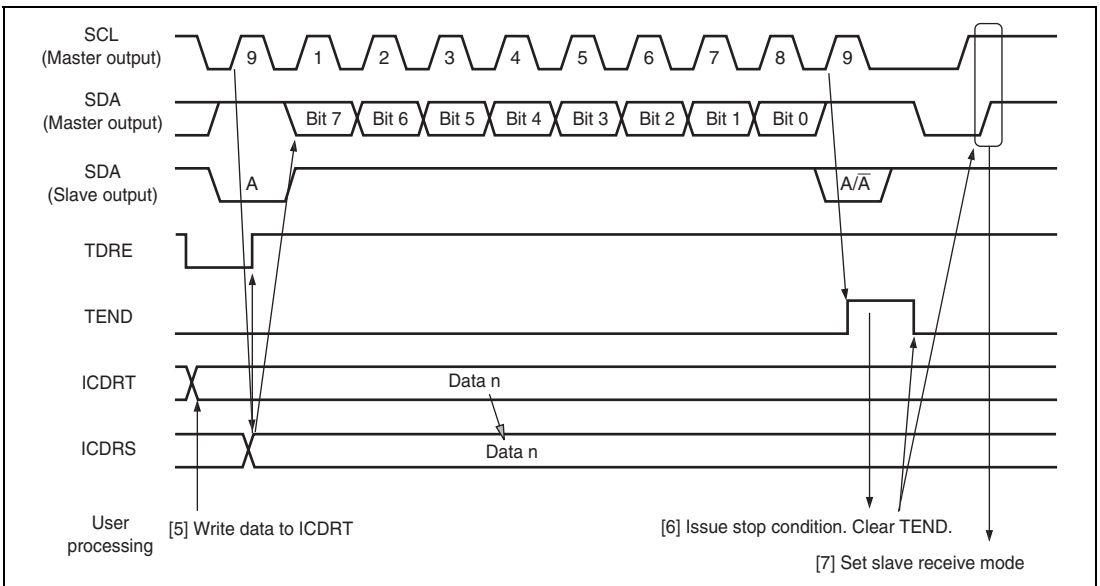 SCL
(Master output)
9 1 2 3 4 5 6 7 8 9
SDA
(Master output)
Bit 7 Bit 6 Bit 5 Bit 4 Bit 3 Bit 2 Bit 1 Bit 0
SDA
(Slave output)
A A/A̅
TDRE
TEND
ICDRT
Data n
ICDRS
Data n
User
processing
[5] Write data to ICDRT
[6] Issue stop condition. Clear TEND.
[7] Set slave receive mode